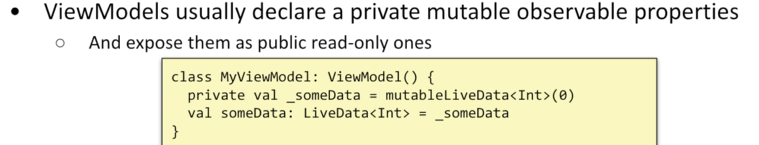 • ViewModels usually declare a private mutable observable properties
○ And expose them as public read-only ones
class MyViewModel: ViewModel() {
  private val _someData = mutableLiveData<Int>(0)
  val someData: LiveData<Int> = _someData
}